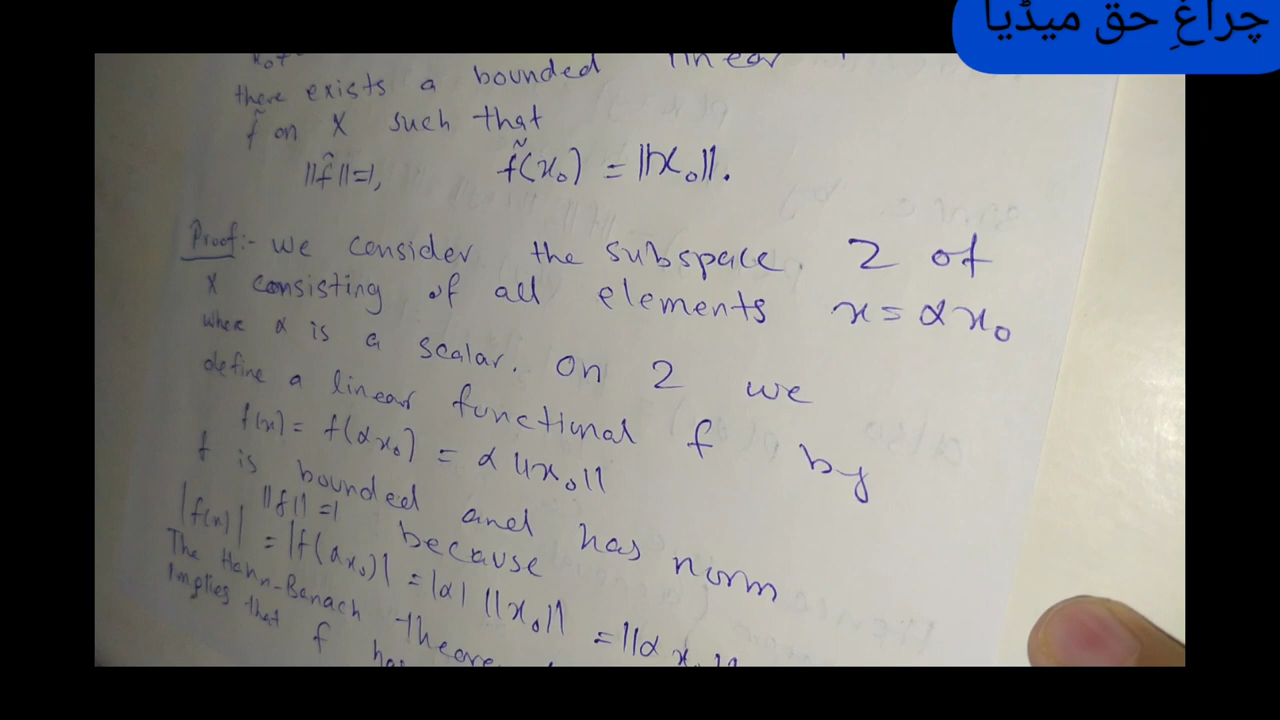 چراغِ حق میڈیا
there exists a bounded linear
f̃ on X such that
||f̃||=1, f̃(x₀) = ||x₀||.
Proof:- We consider the subspace Z of
X consisting of all elements x = αx₀
where α is a scalar. On Z we
define a linear functional f by
f(x) = f(αx₀) = α||x₀||
f is bounded and has norm
||f|| =1 because
|f(x)| = |f(αx₀)| = |α| ||x₀|| = ||α x₀||
The Hahn-Banach
implies that f